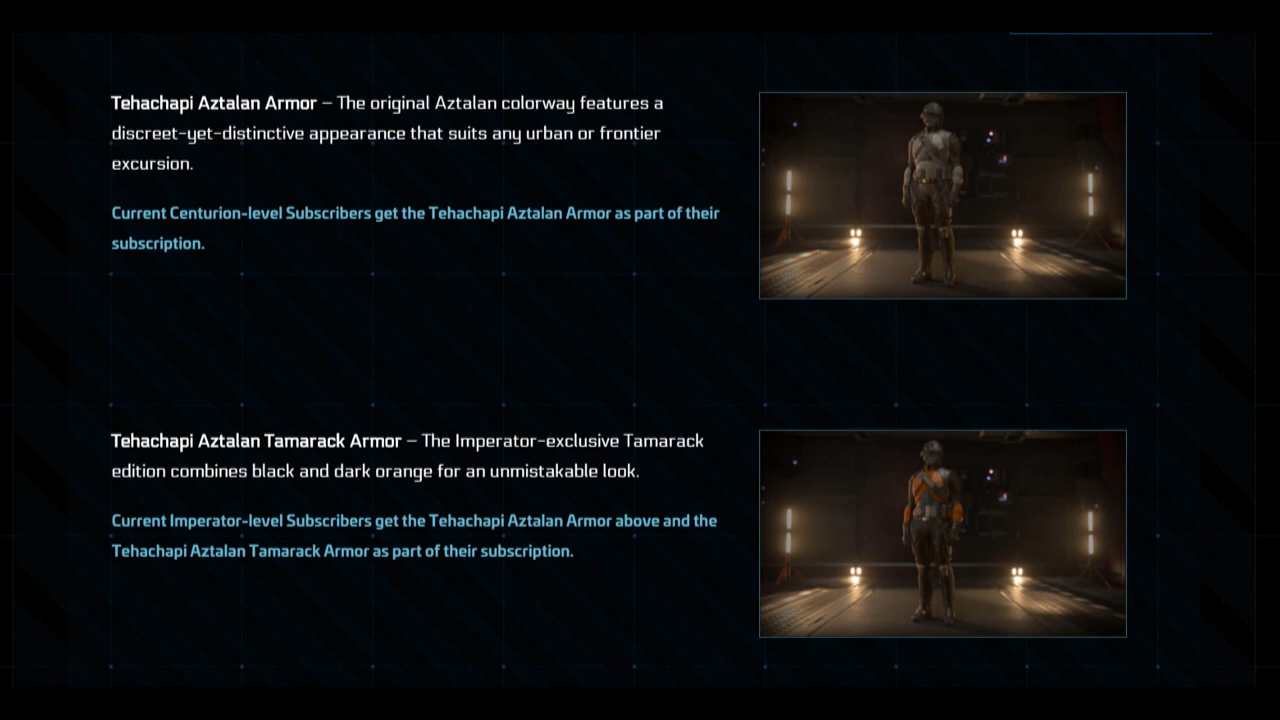 Tehachapi Aztalan Armor – The original Aztalan colorway features a
discreet-yet-distinctive appearance that suits any urban or frontier
excursion.
Current Centurion-level Subscribers get the Tehachapi Aztalan Armor as part of their
subscription.
Tehachapi Aztalan Tamarack Armor – The Imperator-exclusive Tamarack
edition combines black and dark orange for an unmistakable look.
Current Imperator-level Subscribers get the Tehachapi Aztalan Armor above and the
Tehachapi Aztalan Tamarack Armor as part of their subscription.